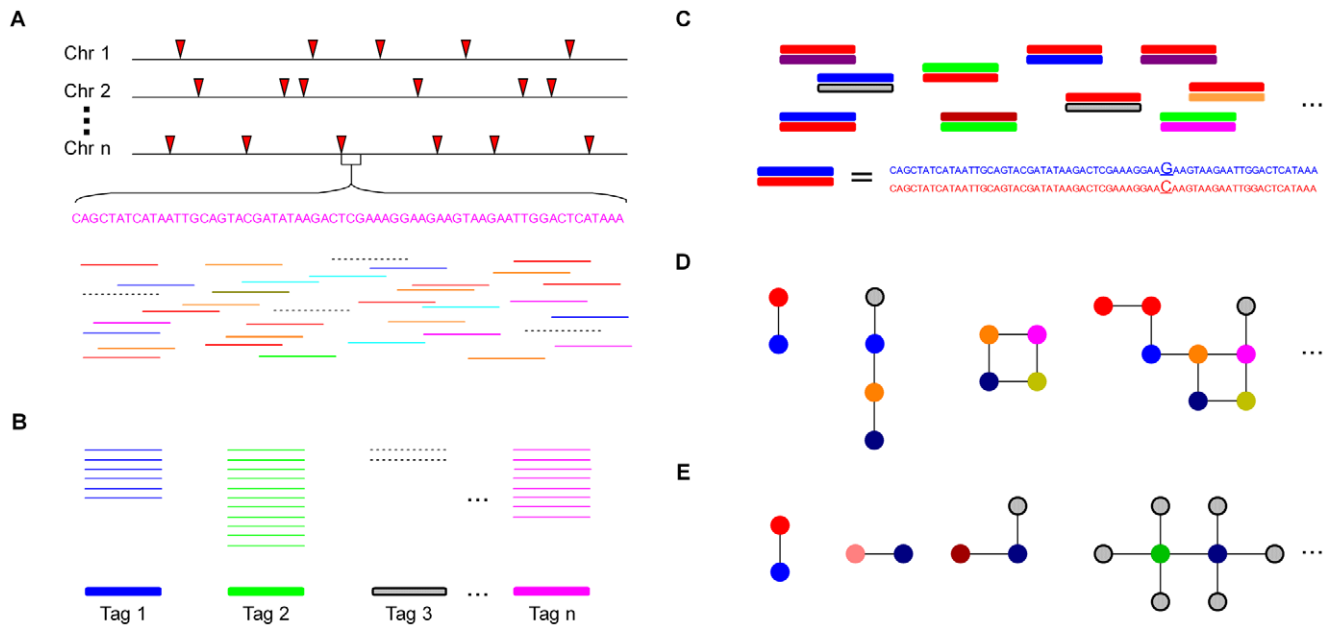 A
Chr 1
Chr 2
Chr n
CAGCTATCATAATTGCAGTACGATATAAGACTCGAAAGGAAGAAGTAAGAATTGGACTCATAAA
B
...
...
Tag 1
Tag 2
Tag 3
Tag n
C
...
=
CAGCTATCATAATTGCAGTACGATATAAGACTCGAAAGGAAGAAGTAAGAATTGGACTCATAAA
CAGCTATCATAATTGCAGTACGATATAAGACTCGAAAGGAACAAGTAAGAATTGGACTCATAAA
D
...
E
...